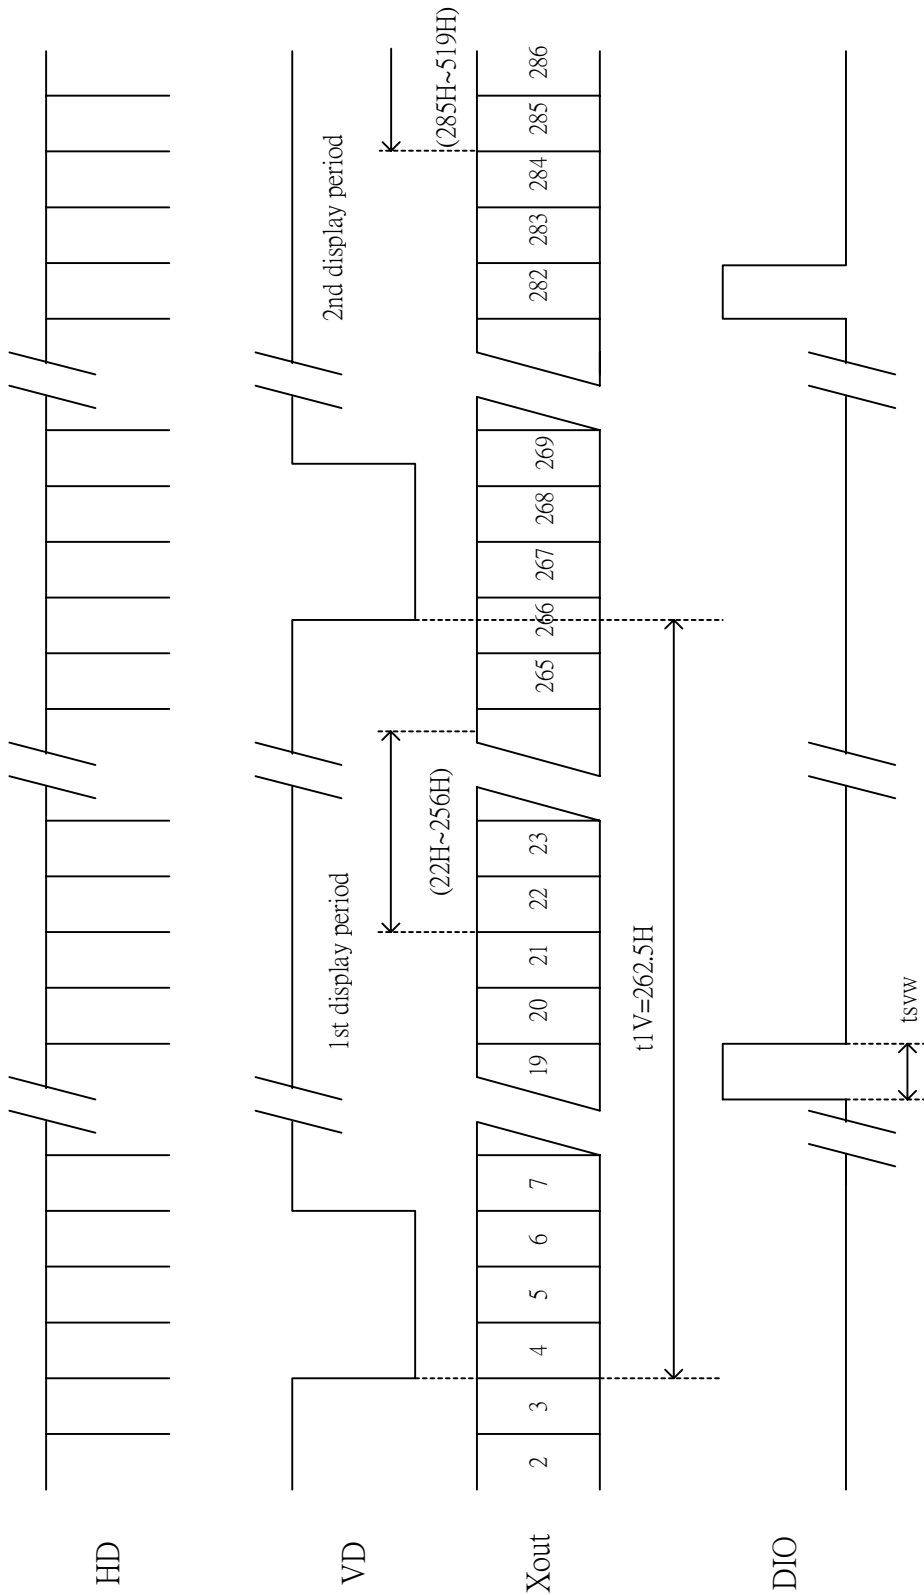 HD
VD
1st display period
2nd display period
(22H~256H)
(285H~519H)
Xout
2 3 4 5 6 7 19 20 21 22 23 265 266 267 268 269 282 283 284 285 286
t1V=262.5H
DIO
tsvw